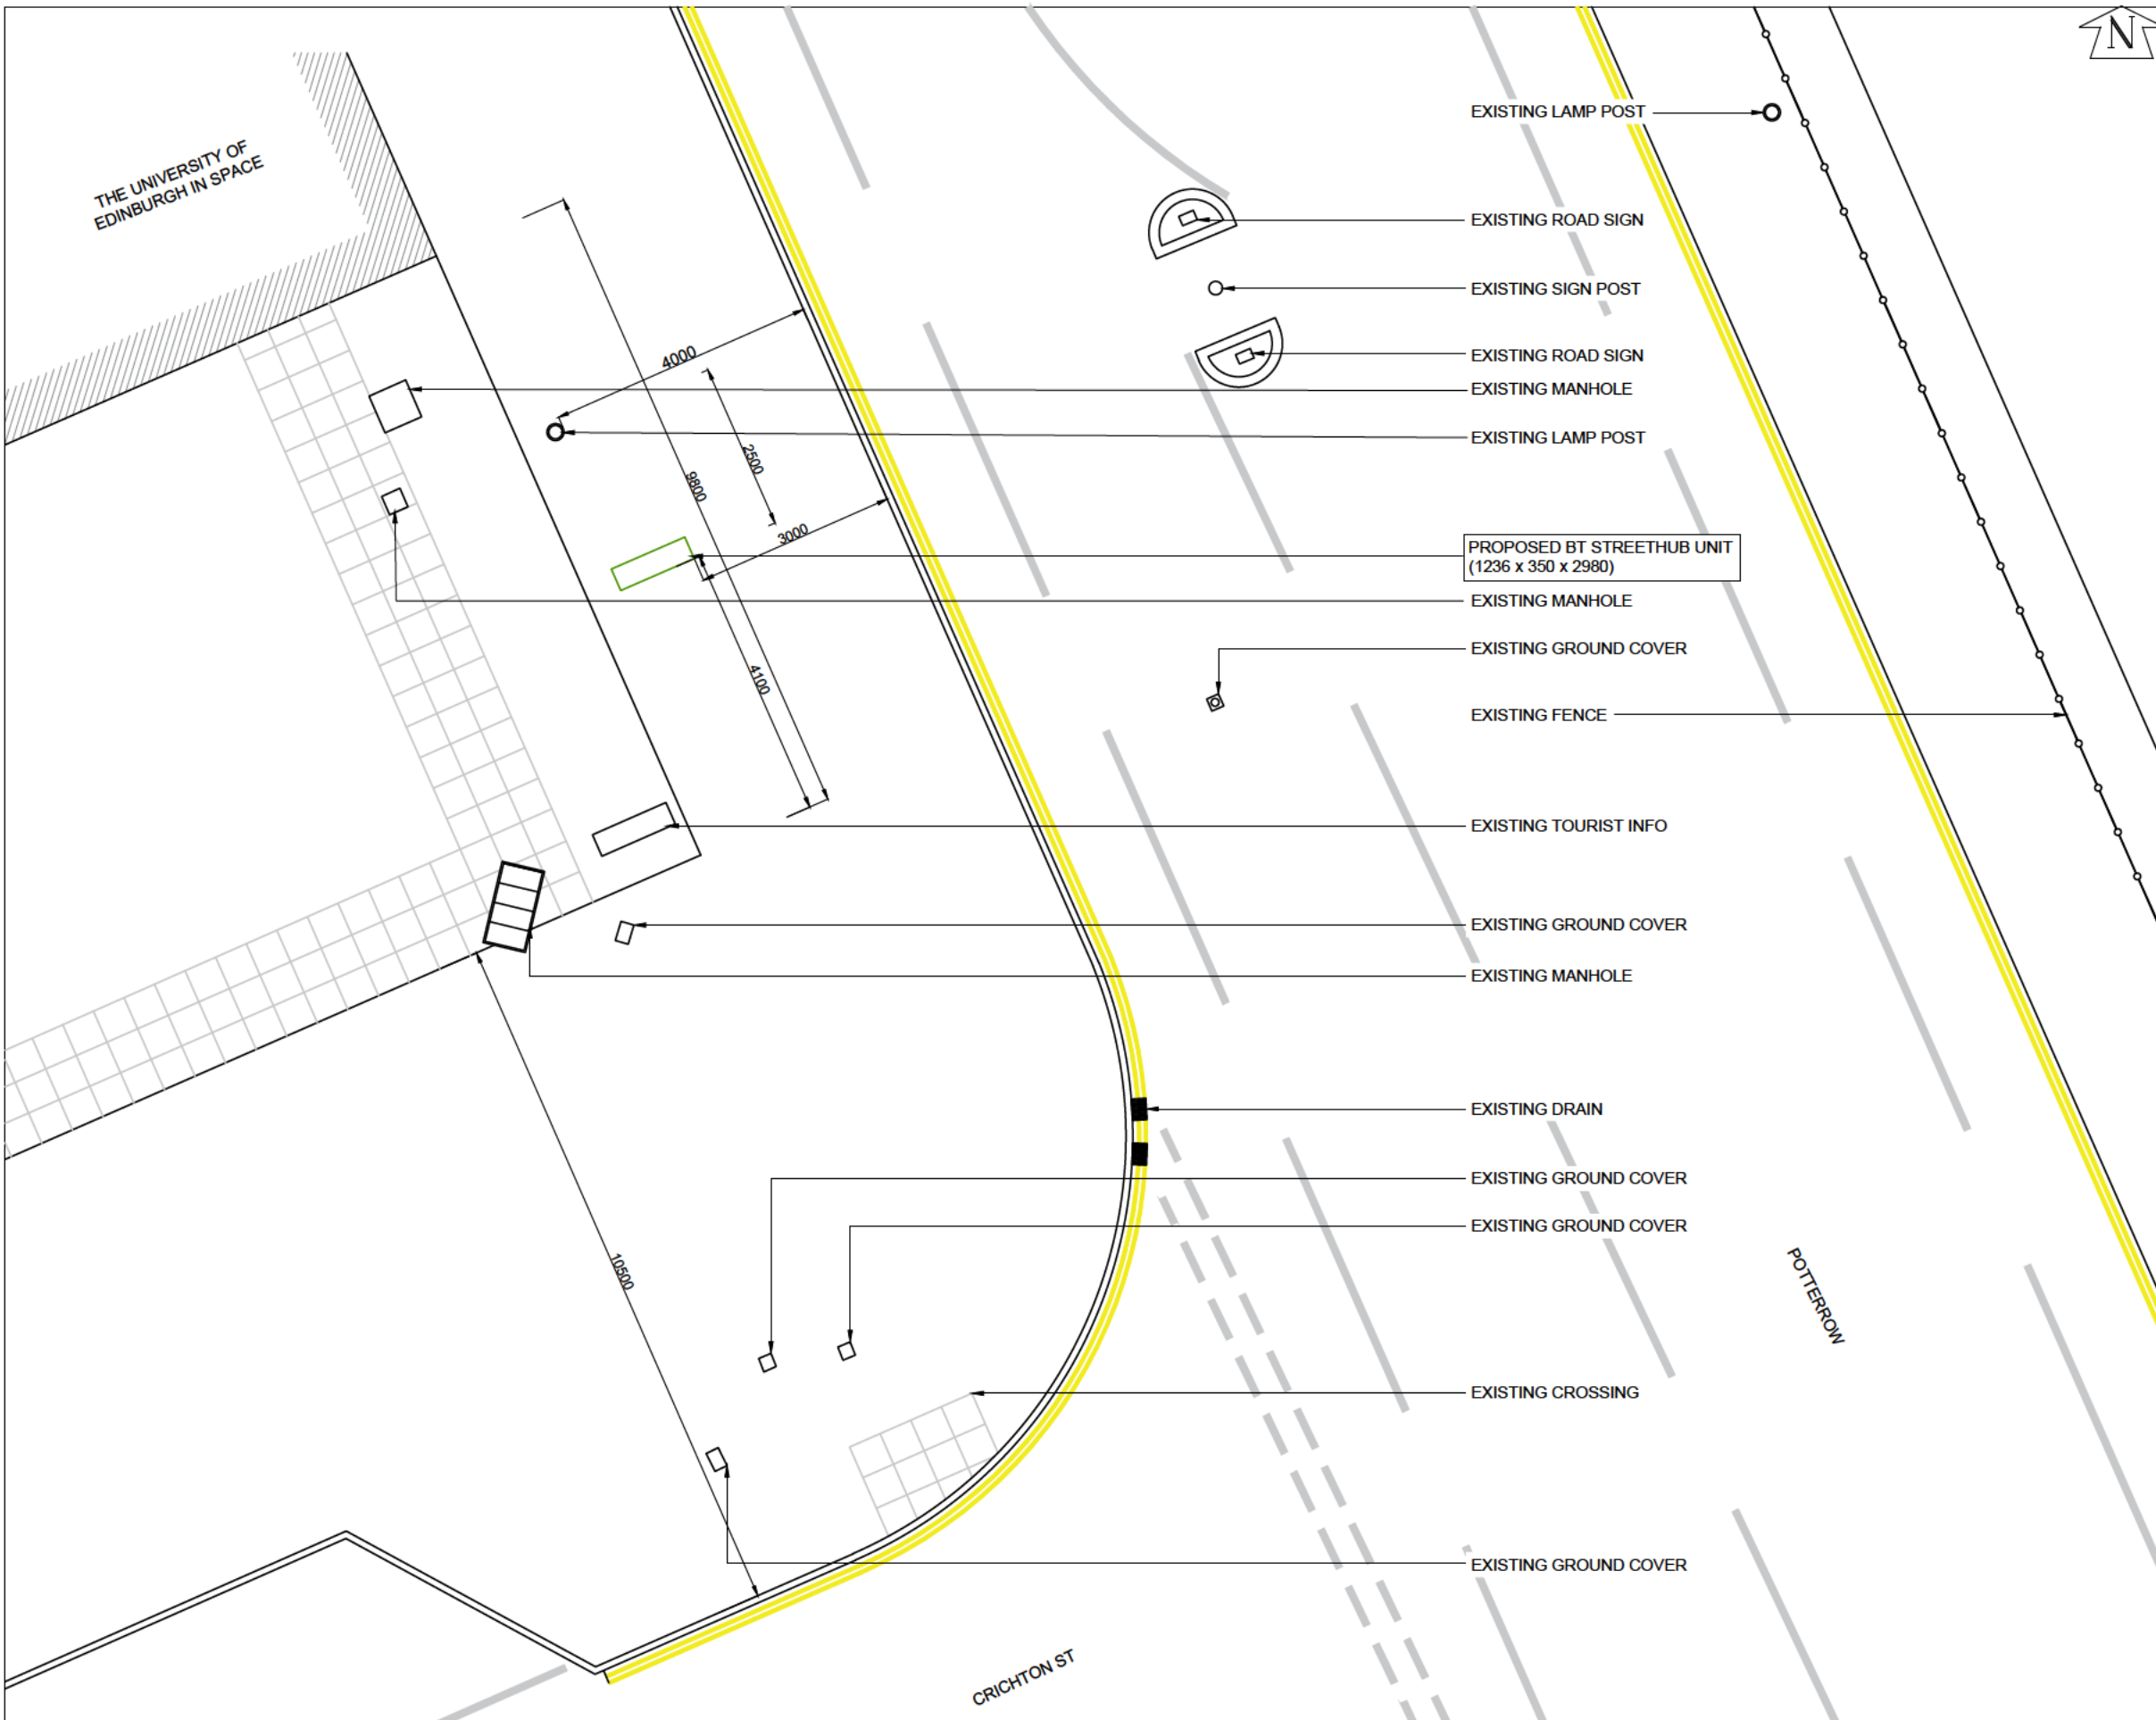 N
THE UNIVERSITY OF
EDINBURGH IN SPACE
EXISTING LAMP POST
EXISTING ROAD SIGN
EXISTING SIGN POST
EXISTING ROAD SIGN
4000
EXISTING MANHOLE
EXISTING LAMP POST
2500
9800
3000
PROPOSED BT STREETHUB UNIT
(1236 x 350 x 2980)
EXISTING MANHOLE
EXISTING GROUND COVER
4100
EXISTING FENCE
EXISTING TOURIST INFO
EXISTING GROUND COVER
EXISTING MANHOLE
EXISTING DRAIN
EXISTING GROUND COVER
EXISTING GROUND COVER
10500
POTTERROW
EXISTING CROSSING
EXISTING GROUND COVER
CRICHTON ST